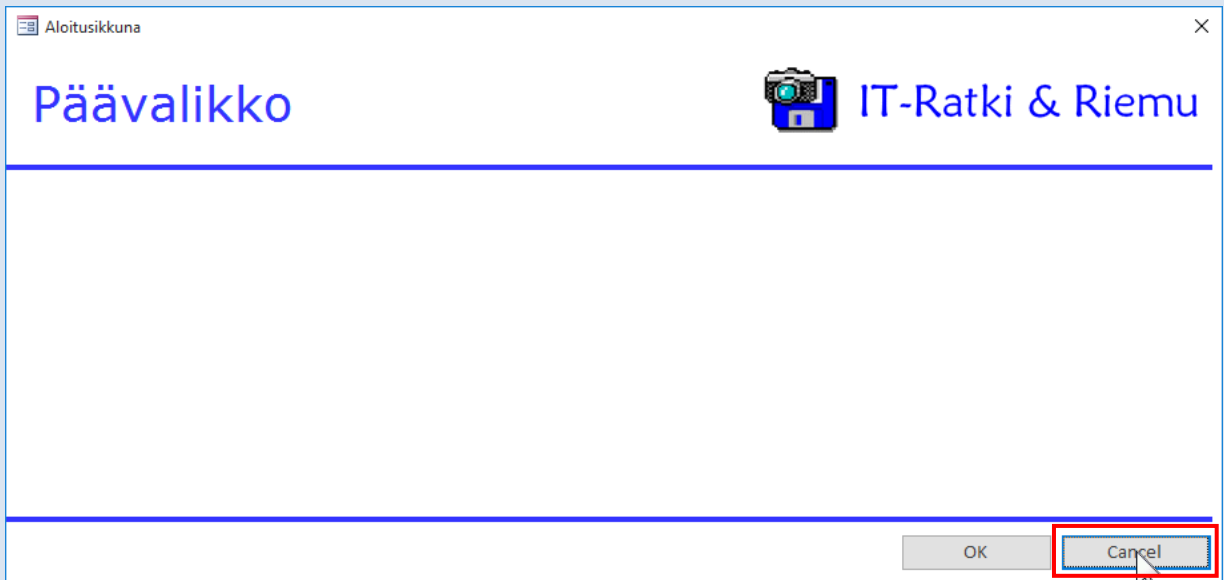 Aloitusikkuna
Päävalikko
IT-Ratki & Riemu
OK
Cancel